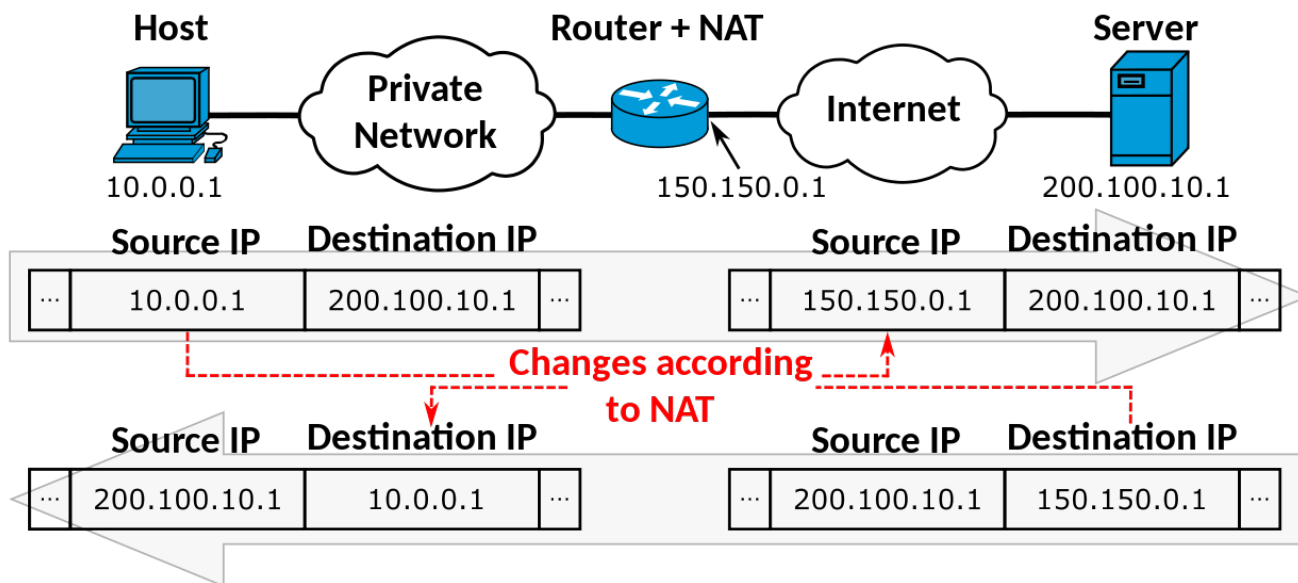 Host
Router + NAT
Server
Private
Network
Internet
10.0.0.1
150.150.0.1
200.100.10.1
Source IP
Destination IP
Source IP
Destination IP
... 10.0.0.1 200.100.10.1 ...
... 150.150.0.1 200.100.10.1 ...
Changes according
to NAT
Source IP
Destination IP
Source IP
Destination IP
... 200.100.10.1 10.0.0.1 ...
... 200.100.10.1 150.150.0.1 ...